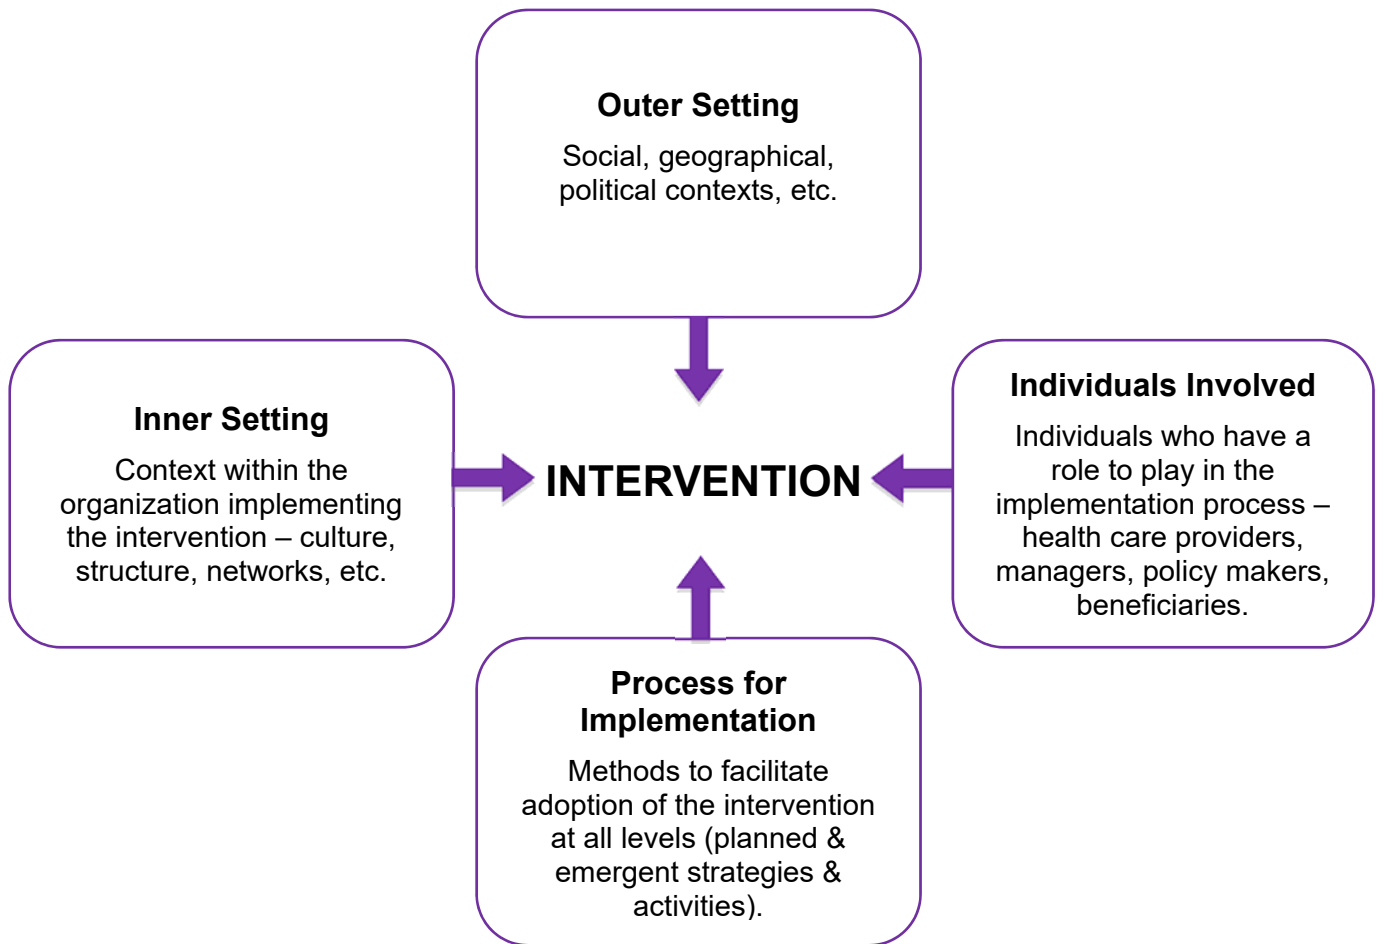 Outer Setting
Social, geographical,
political contexts, etc.
Inner Setting
Context within the
organization implementing
the intervention – culture,
structure, networks, etc.
INTERVENTION
Individuals Involved
Individuals who have a
role to play in the
implementation process –
health care providers,
managers, policy makers,
beneficiaries.
Process for
Implementation
Methods to facilitate
adoption of the intervention
at all levels (planned &
emergent strategies &
activities).